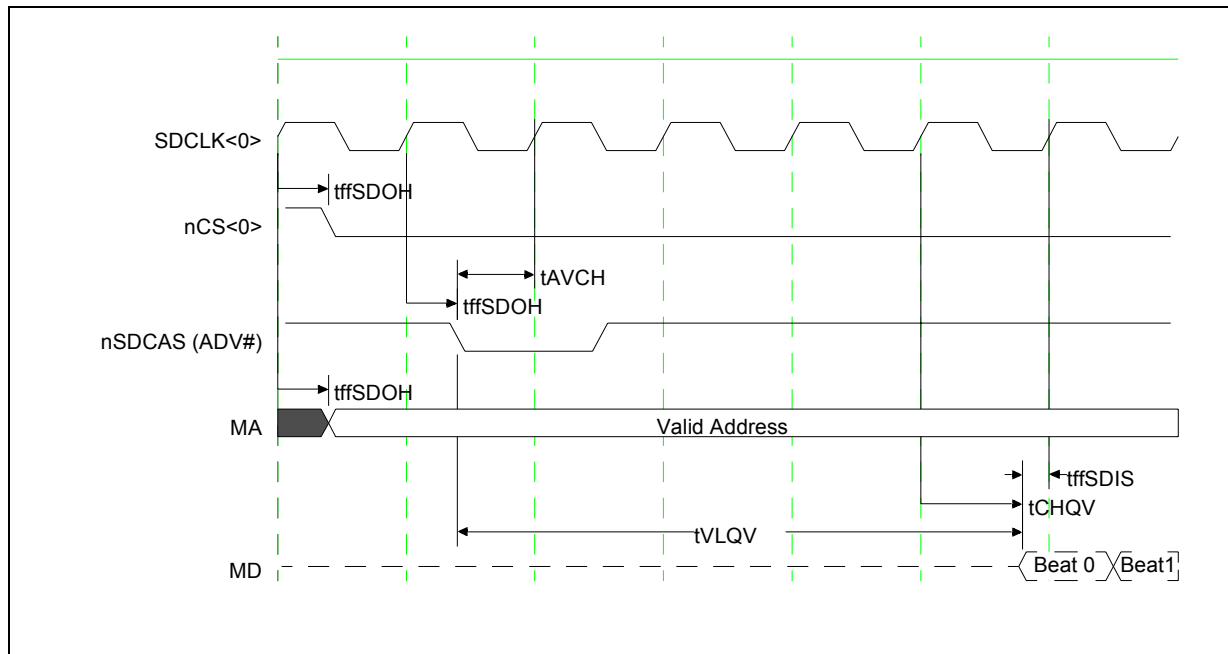 SDCLK<0>
tffSDOH
nCS<0>
tAVCH
tffSDOH
nSDCAS (ADV#)
tffSDOH
MA
Valid Address
tffSDIS
tCHQV
tVLQV
MD
Beat 0
Beat1